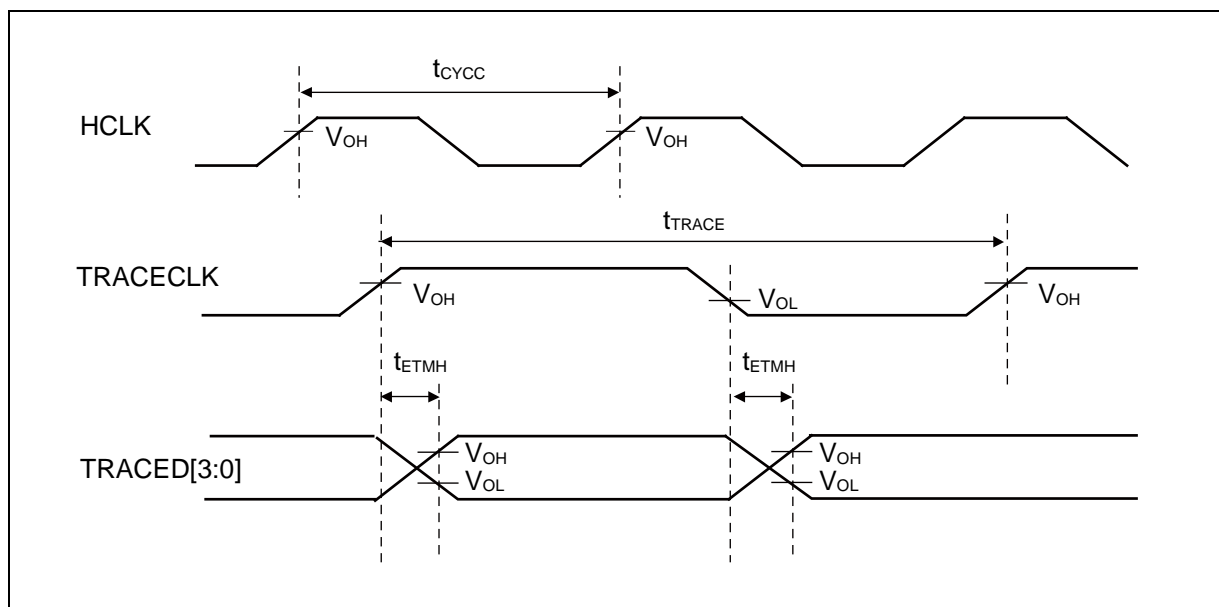 tCYCC
HCLK
VOH
VOH
tTRACE
TRACECLK
VOH
VOL
VOH
tETMH
tETMH
TRACED[3:0]
VOH
VOL
VOH
VOL